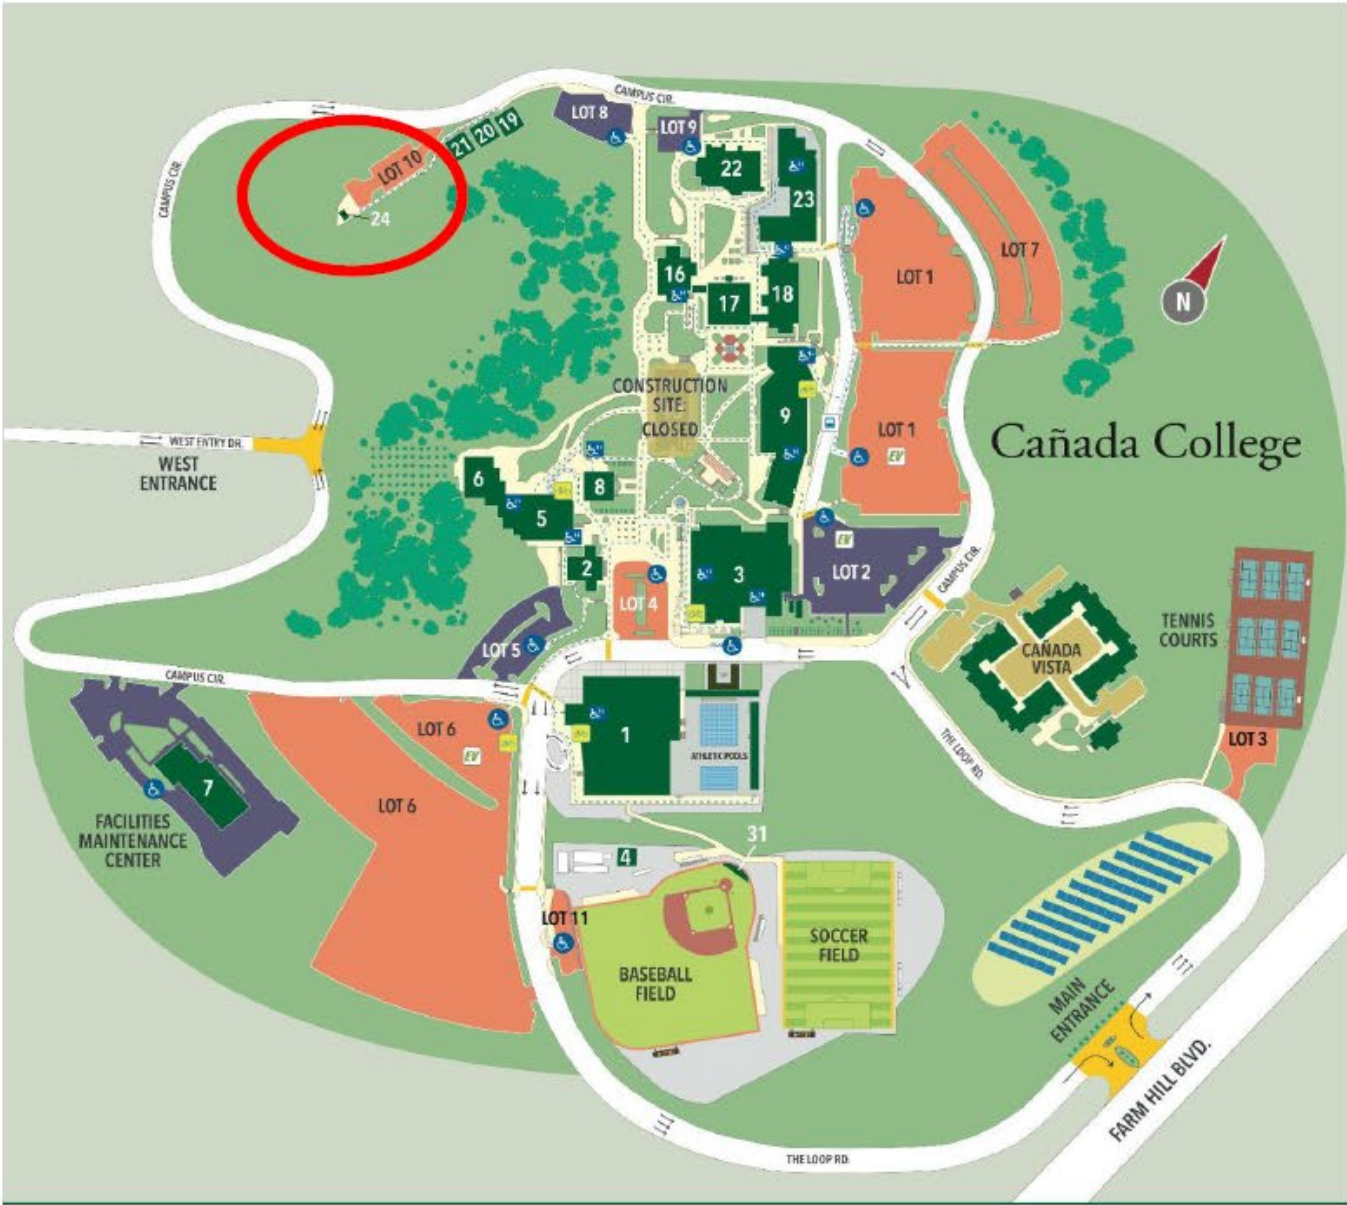 CAMPUS CIR.
LOT 8
LOT 9
21
20
19
LOT 10
24
22
23
CAMPUS CIR.
LOT 7
LOT 1
16
17
18
N
CONSTRUCTION
SITE:
CLOSED
9
LOT 1
EV
Cañada College
WEST ENTRY DR.
WEST
ENTRANCE
6
8
5
2
3
EV
LOT 2
CAMPUS CIR.
LOT 4
LOT 5
TENNIS
COURTS
CAÑADA
VISTA
CAMPUS CIR.
LOT 6
EV
1
ATHLETIC POOLS
THE LOOP RD.
LOT 3
7
LOT 6
FACILITIES
MAINTENANCE
CENTER
31
4
LOT 11
BASEBALL
FIELD
SOCCER
FIELD
MAIN
ENTRANCE
FARM HILL BLVD.
THE LOOP RD.